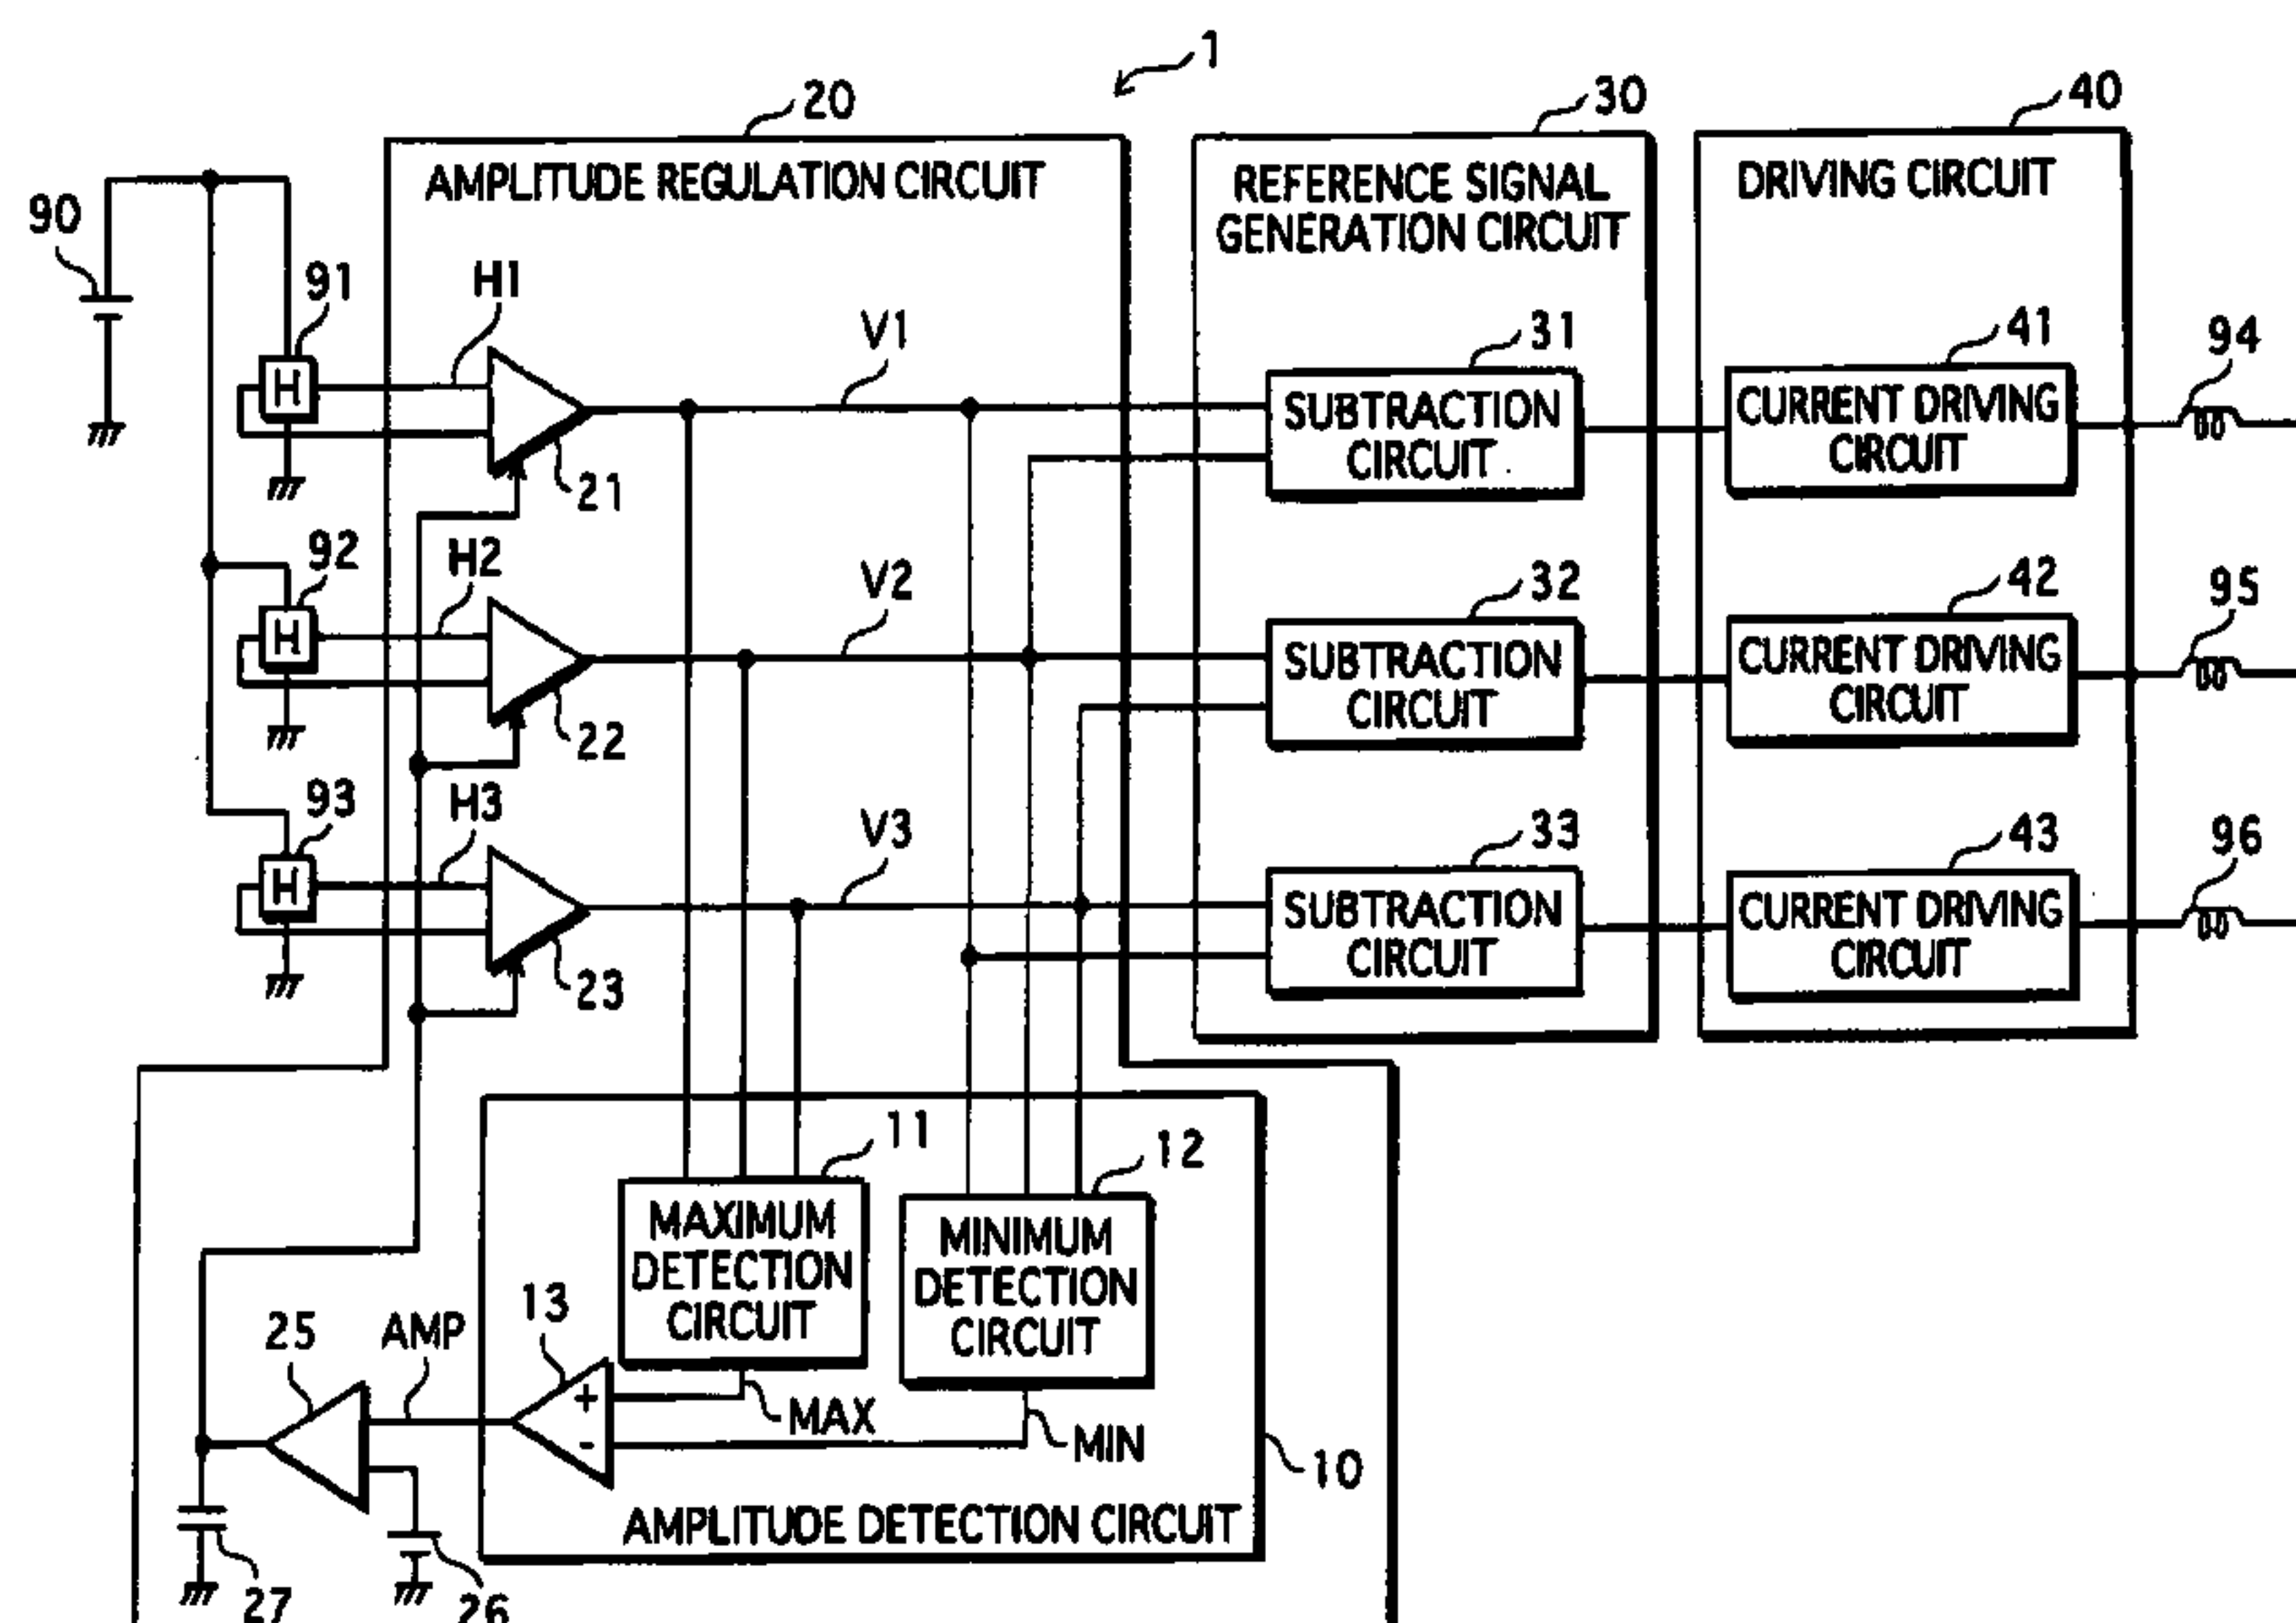 1
20
30
40
AMPLITUDE REGULATION CIRCUIT
REFERENCE SIGNAL
GENERATION CIRCUIT
DRIVING CIRCUIT
90
91
H1
V1
31
41
94
H
SUBTRACTION
CIRCUIT
CURRENT DRIVING
CIRCUIT
21
92
H2
V2
32
42
95
H
SUBTRACTION
CIRCUIT
CURRENT DRIVING
CIRCUIT
22
93
H3
V3
33
43
96
H
SUBTRACTION
CIRCUIT
CURRENT DRIVING
CIRCUIT
23
11
12
MAXIMUM
DETECTION
CIRCUIT
MINIMUM
DETECTION
CIRCUIT
13
25
AMP
+
-
MAX
MIN
10
AMPLITUDE DETECTION CIRCUIT
27
26